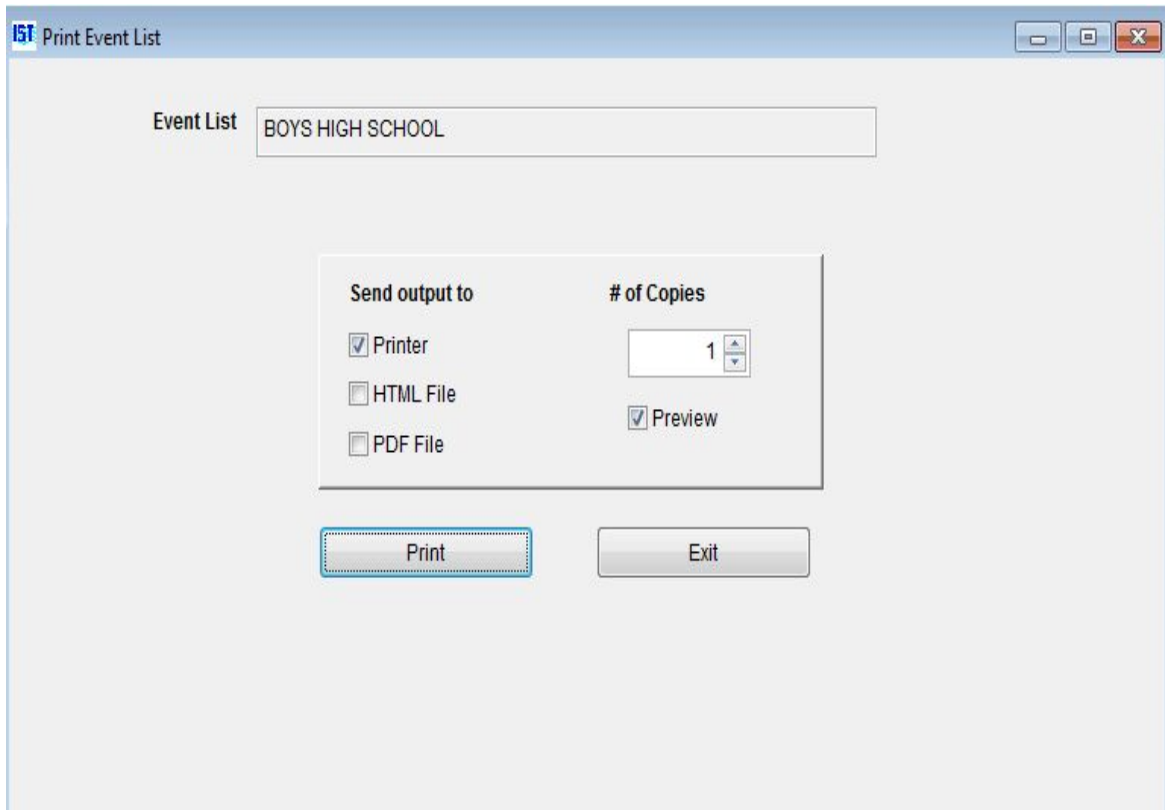 IST Print Event List
Event List BOYS HIGH SCHOOL
Send output to # of Copies
Printer 1
HTML File
Preview
PDF File
Print Exit